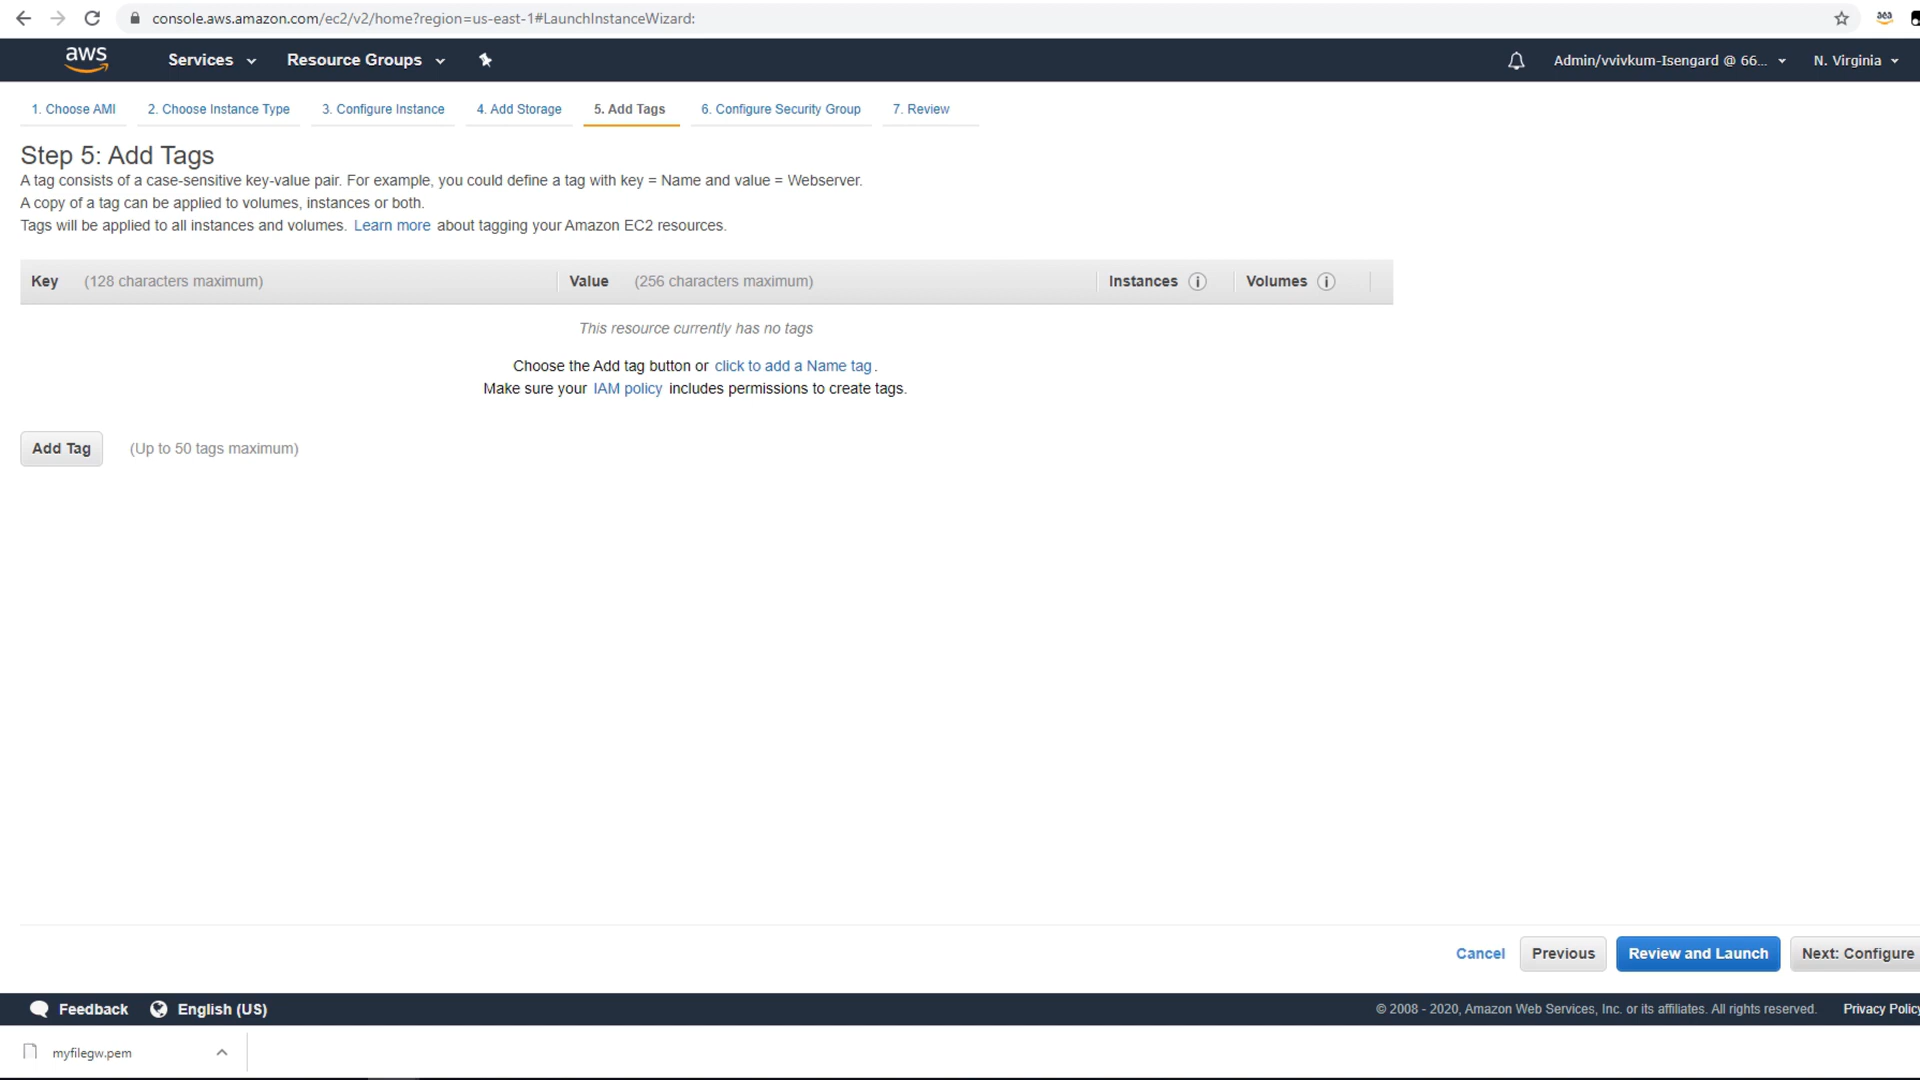 console.aws.amazon.com/ec2/v2/home?region=us-east-1#LaunchInstanceWizard:
aws Services Resource Groups Admin/vvivkum-Isengard @ 66... N. Virginia
1. Choose AMI 2. Choose Instance Type 3. Configure Instance 4. Add Storage 5. Add Tags 6. Configure Security Group 7. Review
Step 5: Add Tags
A tag consists of a case-sensitive key-value pair. For example, you could define a tag with key = Name and value = Webserver.
A copy of a tag can be applied to volumes, instances or both.
Tags will be applied to all instances and volumes. Learn more about tagging your Amazon EC2 resources.
Key (128 characters maximum) Value (256 characters maximum) Instances i Volumes i
This resource currently has no tags
Choose the Add tag button or click to add a Name tag.
Make sure your IAM policy includes permissions to create tags.
Add Tag (Up to 50 tags maximum)
Cancel Previous Review and Launch Next: Configure
Feedback English (US) © 2008 - 2020, Amazon Web Services, Inc. or its affiliates. All rights reserved. Privacy Policy
myfilegw.pem